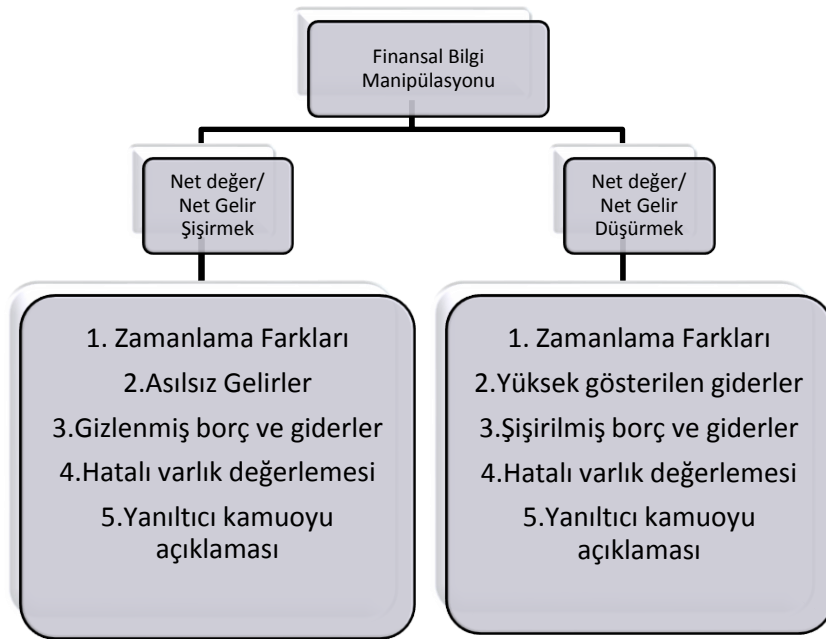 Finansal Bilgi
Manipülasyonu
Net değer/
Net Gelir
Şişirmek
Net değer/
Net Gelir
Düşürmek
1. Zamanlama Farkları
2.Asılsız Gelirler
3.Gizlenmiş borç ve giderler
4.Hatalı varlık değerlemesi
5.Yanıltıcı kamuoyu
açıklaması
1. Zamanlama Farkları
2.Yüksek gösterilen giderler
3.Şişirilmiş borç ve giderler
4.Hatalı varlık değerlemesi
5.Yanıltıcı kamuoyu
açıklaması